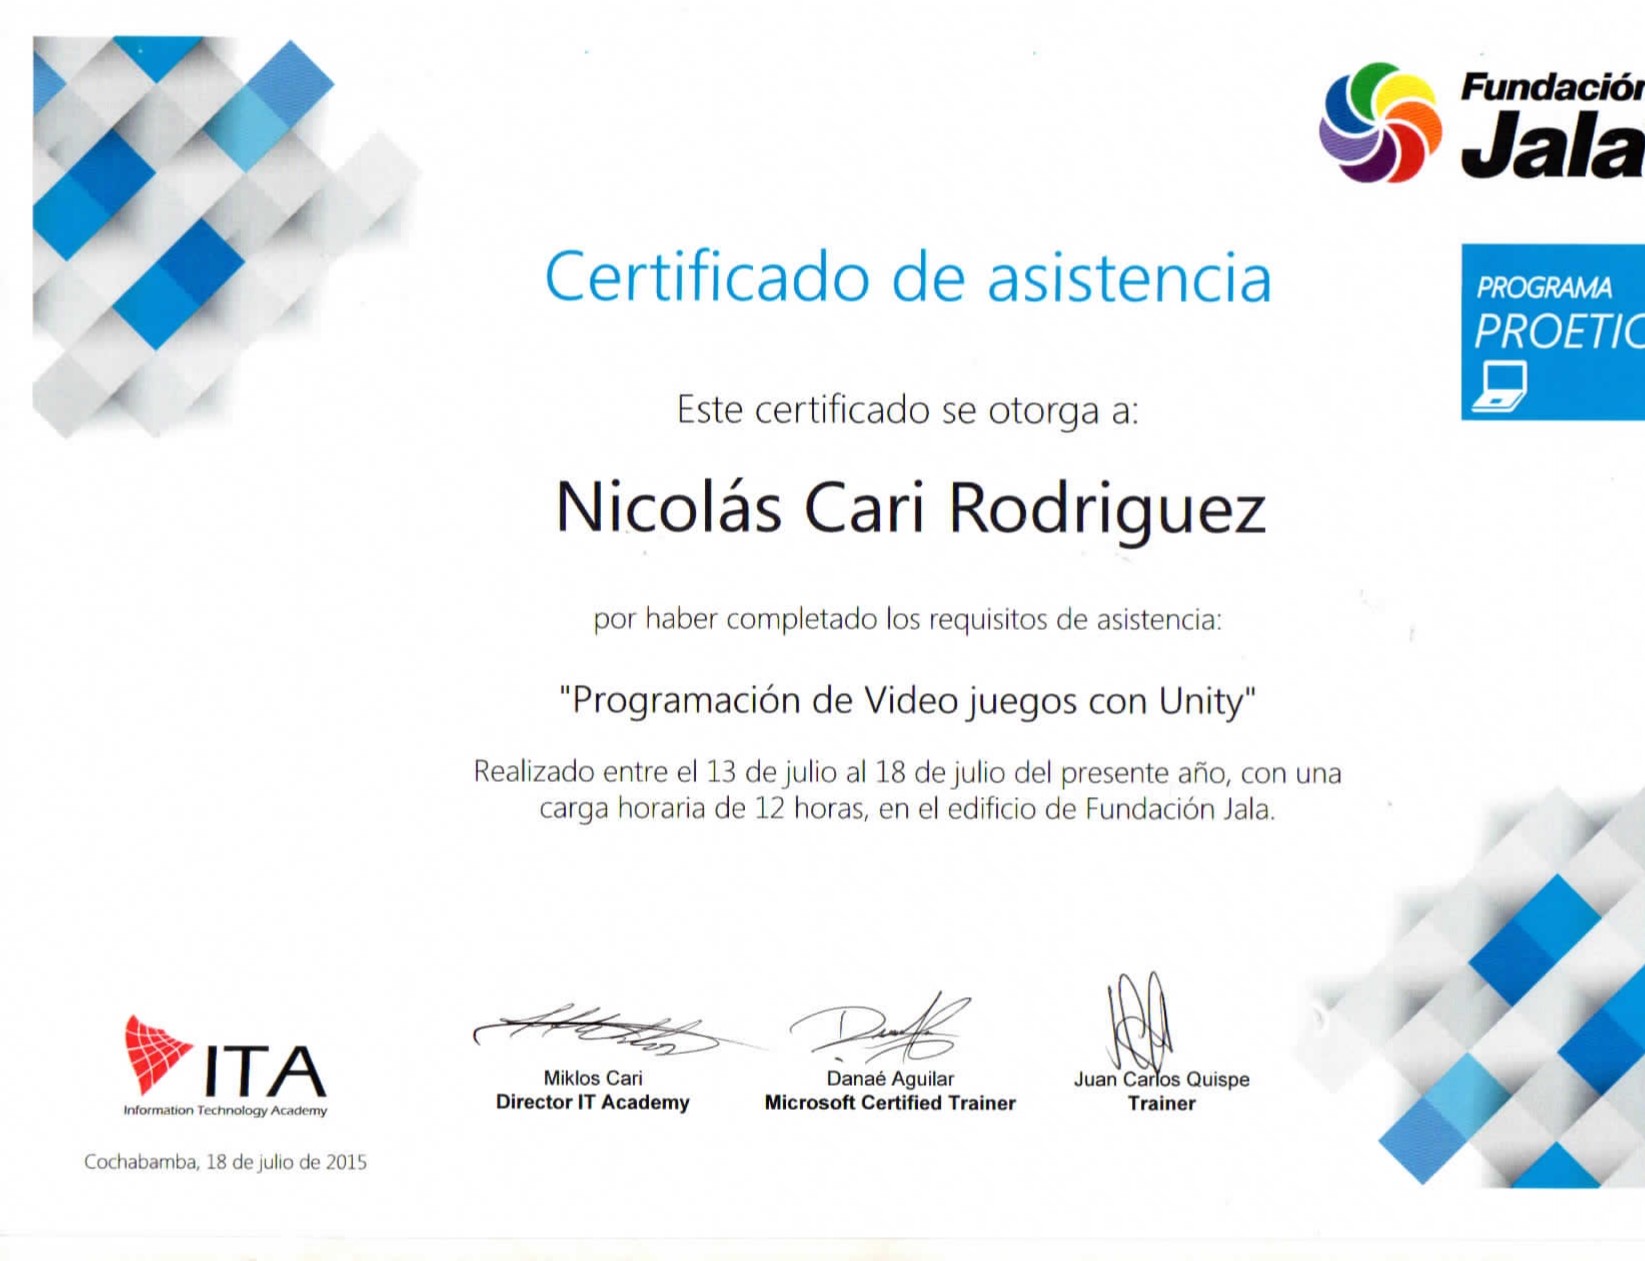 Fundación
Jala
PROGRAMA
PROETIC
Certificado de asistencia
Este certificado se otorga a:
Nicolás Cari Rodriguez
por haber completado los requisitos de asistencia:
"Programación de Video juegos con Unity"
Realizado entre el 13 de julio al 18 de julio del presente año, con una
carga horaria de 12 horas, en el edificio de Fundación Jala.
ITA
Information Technology Academy
Miklos Cari
Director IT Academy
Danaé Aguilar
Microsoft Certified Trainer
Juan Carlos Quispe
Trainer
Cochabamba, 18 de julio de 2015